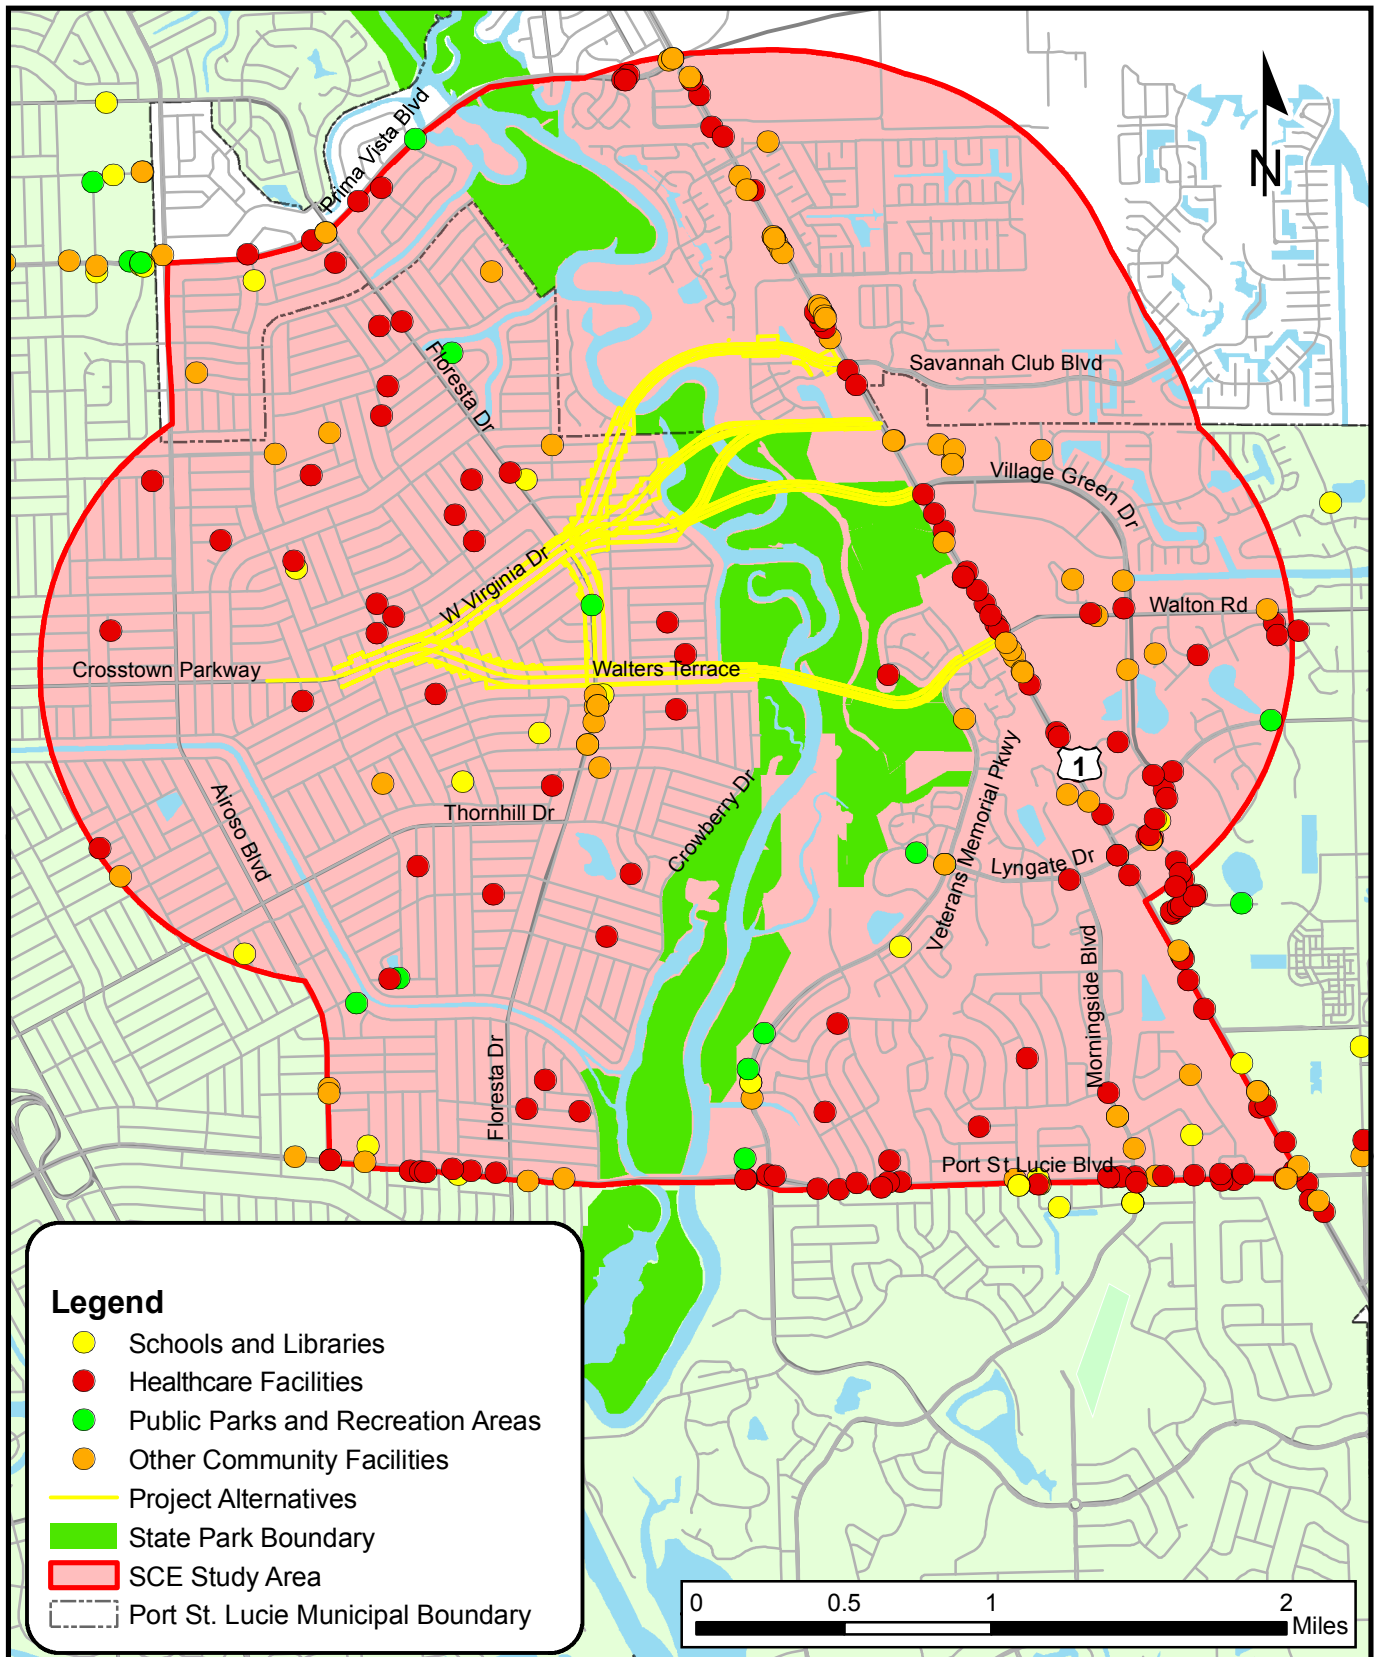 N
Prima Vista Blvd
Floresta Dr
Savannah Club Blvd
Village Green Dr
W Virginia Dr
Walton Rd
Crosstown Parkway
Walters Terrace
1
Airoso Blvd
Thornhill Dr
Crowberry Dr
Veterans Memorial Pkwy
Lyngate Dr
Morningside Blvd
Floresta Dr
Port St Lucie Blvd
Legend
Schools and Libraries
Healthcare Facilities
Public Parks and Recreation Areas
Other Community Facilities
Project Alternatives
State Park Boundary
SCE Study Area
Port St. Lucie Municipal Boundary
0 0.5 1 2
Miles